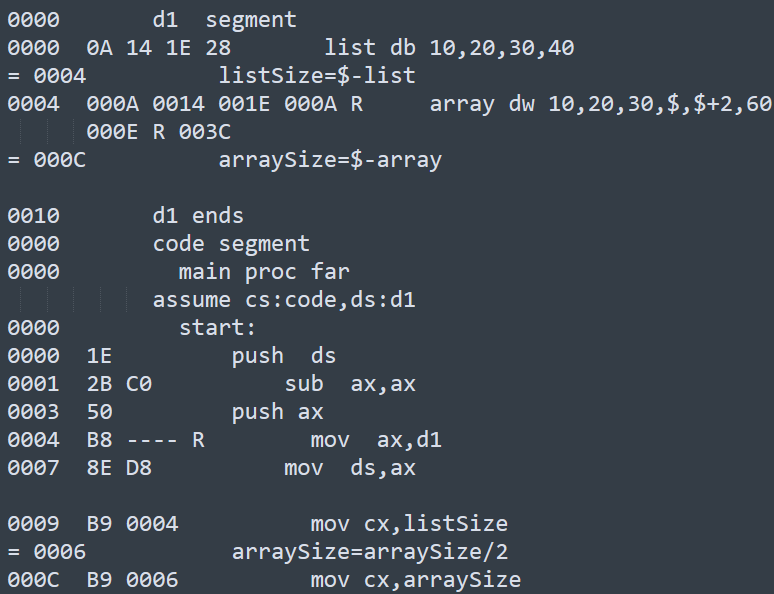 0000       d1  segment
0000  0A 14 1E 28       list db 10,20,30,40
= 0004          listSize=$-list
0004  000A 0014 001E 000A R     array dw 10,20,30,$,$+2,60
      000E R 003C
= 000C          arraySize=$-array
0010       d1 ends
0000       code segment
0000         main proc far
           assume cs:code,ds:d1
0000         start:
0000  1E         push  ds
0001  2B C0          sub  ax,ax
0003  50         push ax
0004  B8 ---- R        mov  ax,d1
0007  8E D8          mov  ds,ax
0009  B9 0004          mov cx,listSize
= 0006           arraySize=arraySize/2
000C  B9 0006          mov cx,arraySize